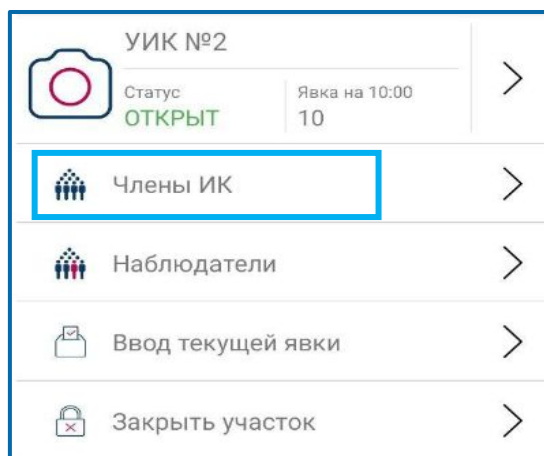 УИК №2
Статус
Явка на 10:00
ОТКРЫТ
10
Члены ИК
Наблюдатели
Ввод текущей явки
Закрыть участок